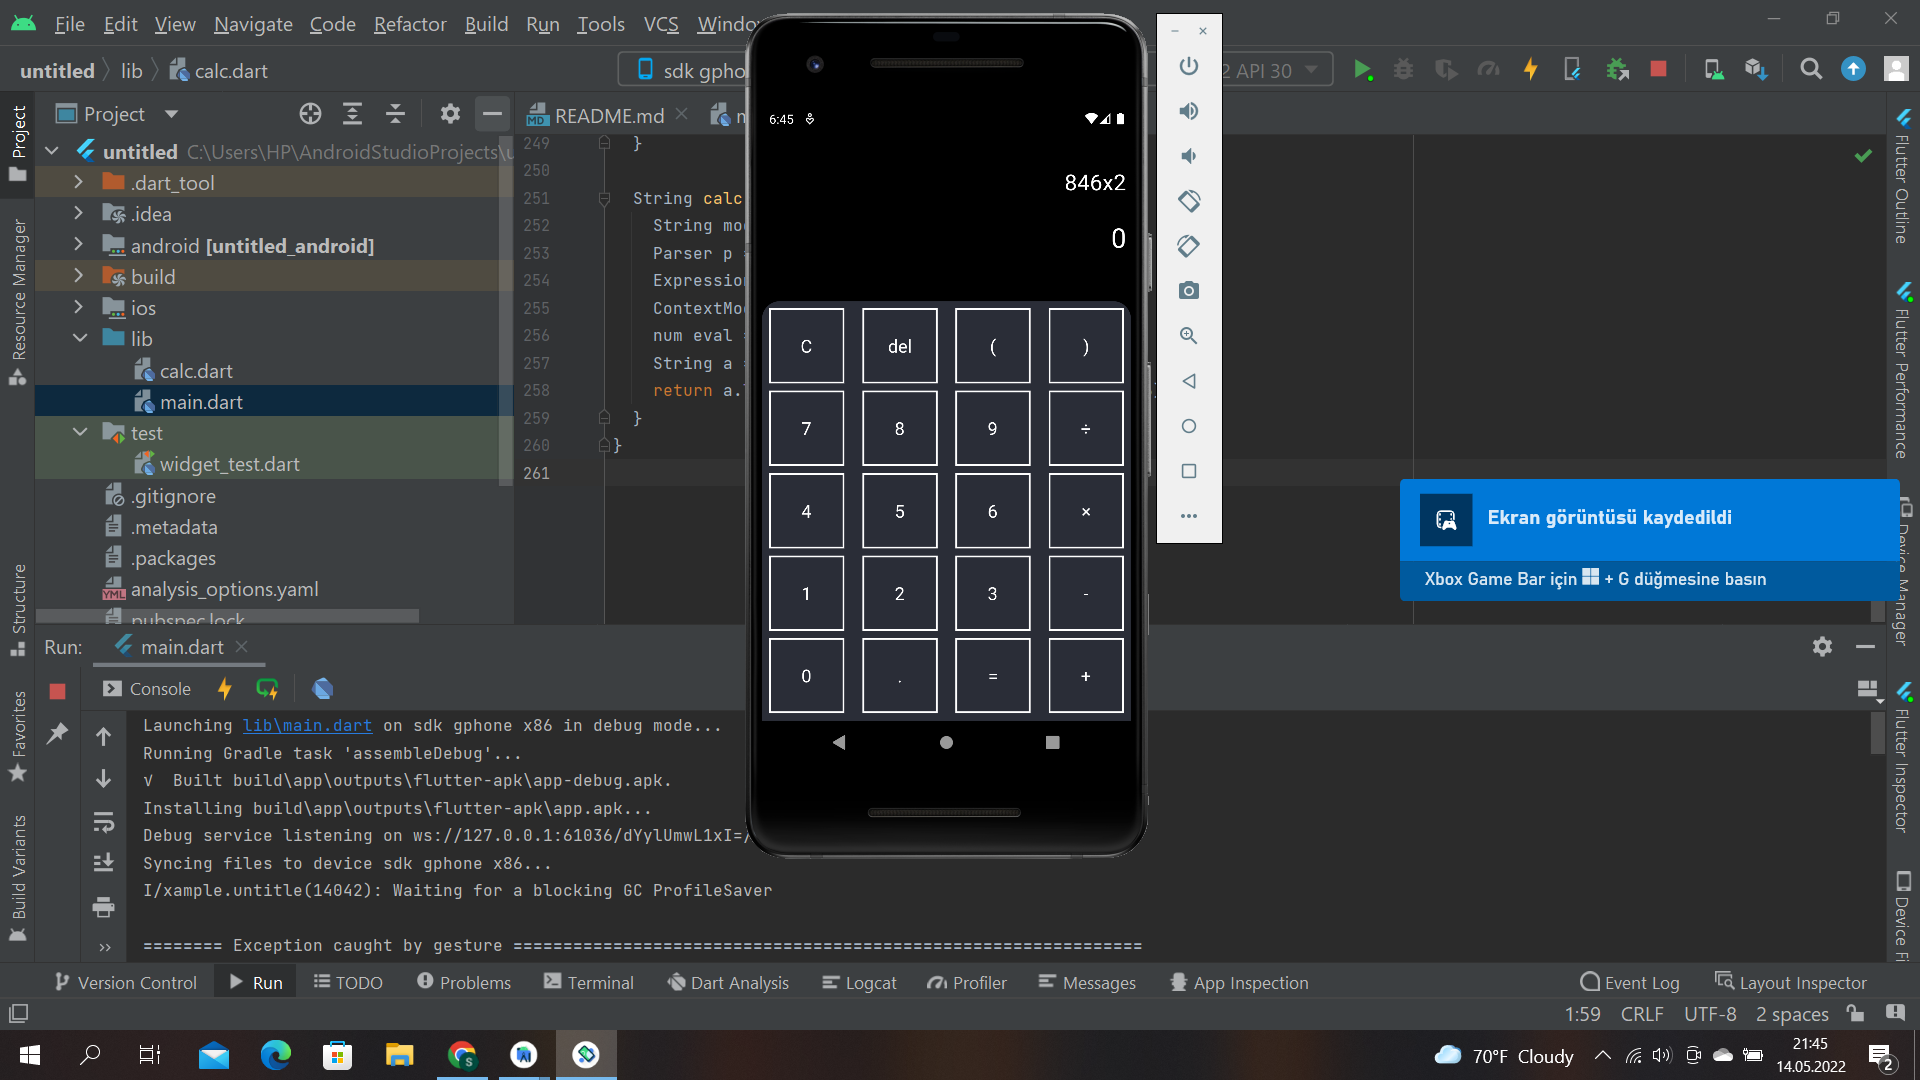 File Edit View Navigate Code Refactor Build Run Tools VCS
untitled lib calc.dart
sdk 2 API 30
Project
README.md
untitled C:\Users\HP\AndroidStudioProjects\
.dart_tool
.idea
android [untitled_android]
build
ios
lib
calc.dart
main.dart
test
widget_test.dart
.gitignore
.metadata
.packages
analysis_options.yaml
pubspec.lock
249 }
250
251 String calc
252 String
253 Parser p =
254 Expression
255
256 num eval =
257 String a =
258 return a.
259 }
260 }
261
6:45
846x2
0
C del ( )
7 8 9 ÷
4 5 6 ×
1 2 3 -
0 . = +
Ekran görüntüsü kaydedildi
Xbox Game Bar için + G düğmesine basın
Project
Resource Manager
Structure
Favorites
Build Variants
Flutter Outline
Flutter Performance
Device Manager
Flutter Inspector
Device
Run: main.dart
Console
Launching lib\main.dart on sdk gphone x86 in debug mode...
Running Gradle task 'assembleDebug'...
√ Built build\app\outputs\flutter-apk\app-debug.apk.
Installing build\app\outputs\flutter-apk\app.apk...
Debug service listening on ws://127.0.0.1:61036/dYylUmwL1xI=/
Syncing files to device sdk gphone x86...
I/xample.untitle(14042): Waiting for a blocking GC ProfileSaver
======== Exception caught by gesture ===============================================================
Version Control Run TODO Problems Terminal Dart Analysis Logcat Profiler Messages App Inspection Event Log Layout Inspector
1:59 CRLF UTF-8 2 spaces
70°F Cloudy
21:45
14.05.2022
2